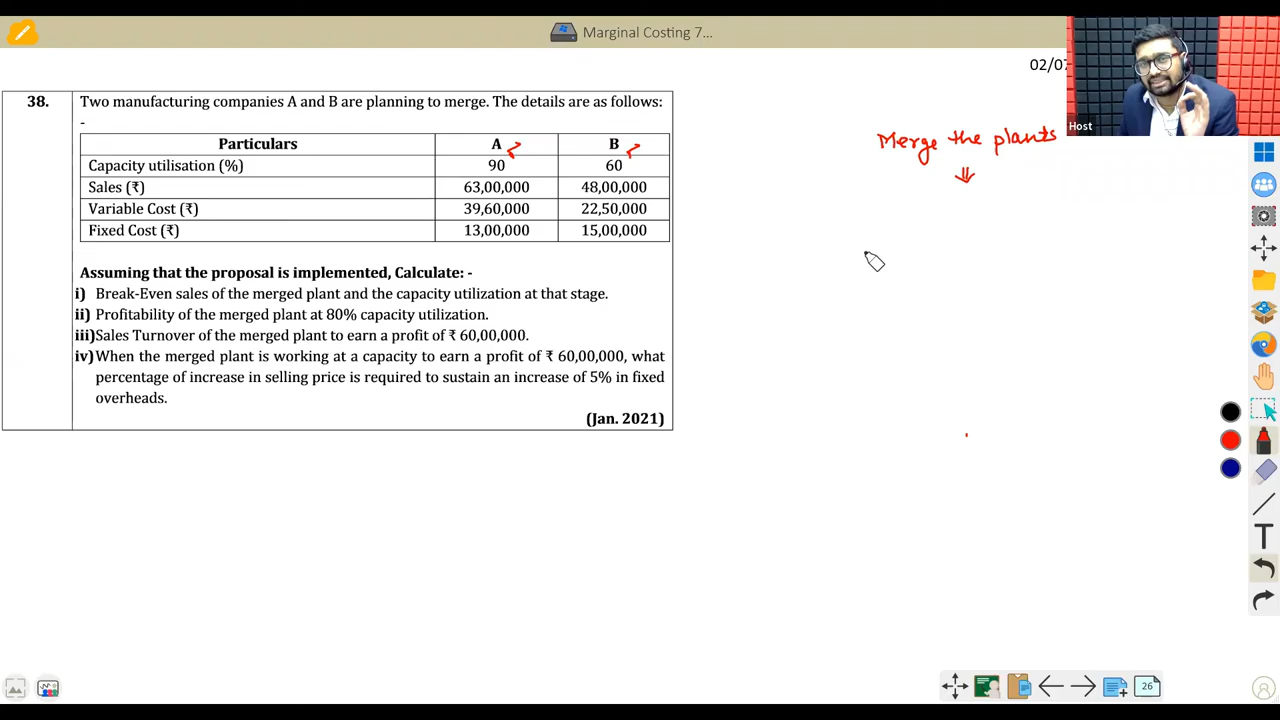 Marginal Costing 7...
02/07
Host
Merge the plants
38.
Two manufacturing companies A and B are planning to merge. The details are as follows:
-
Particulars A B
Capacity utilisation (%) 90 60
Sales (₹) 63,00,000 48,00,000
Variable Cost (₹) 39,60,000 22,50,000
Fixed Cost (₹) 13,00,000 15,00,000
Assuming that the proposal is implemented, Calculate: -
i) Break-Even sales of the merged plant and the capacity utilization at that stage.
ii) Profitability of the merged plant at 80% capacity utilization.
iii)Sales Turnover of the merged plant to earn a profit of ₹ 60,00,000.
iv)When the merged plant is working at a capacity to earn a profit of ₹ 60,00,000, what
percentage of increase in selling price is required to sustain an increase of 5% in fixed
overheads.
(Jan. 2021)
T
26